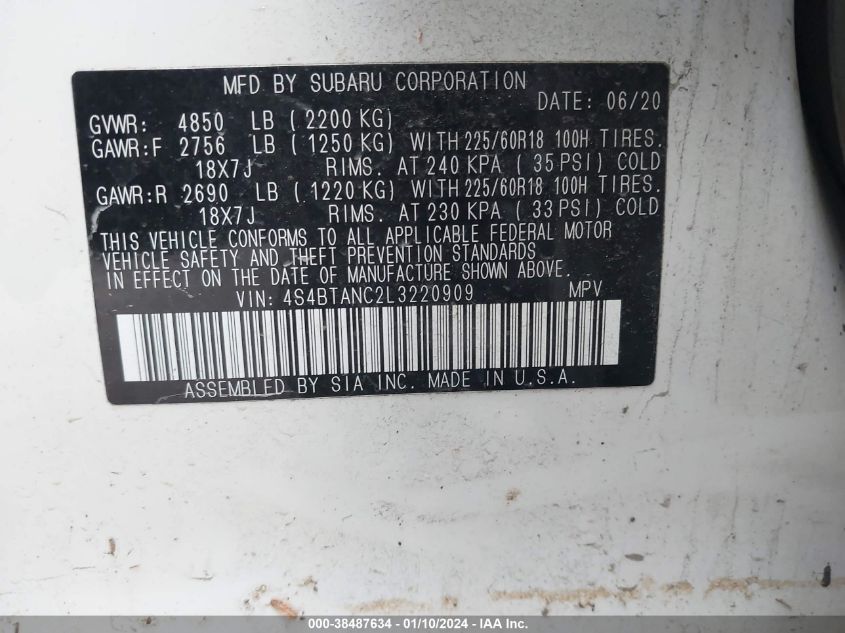 MFD BY SUBARU CORPORATION
DATE: 06/20
GVWR: 4850 LB ( 2200 KG)
GAWR:F 2756 LB ( 1250 KG) WITH 225/60R18 100H TIRES.
18X7J RIMS. AT 240 KPA ( 35 PSI) COLD
GAWR:R 2690 LB ( 1220 KG) WITH 225/60R18 100H TIRES.
18X7J RIMS. AT 230 KPA ( 33 PSI) COLD
THIS VEHICLE CONFORMS TO ALL APPLICABLE FEDERAL MOTOR
VEHICLE SAFETY AND THEFT PREVENTION STANDARDS
IN EFFECT ON THE DATE OF MANUFACTURE SHOWN ABOVE.
VIN: 4S4BTANC2L3220909 MPV
ASSEMBLED BY SIA INC. MADE IN U.S.A.
000-38487634 - 01/10/2024 - IAA Inc.